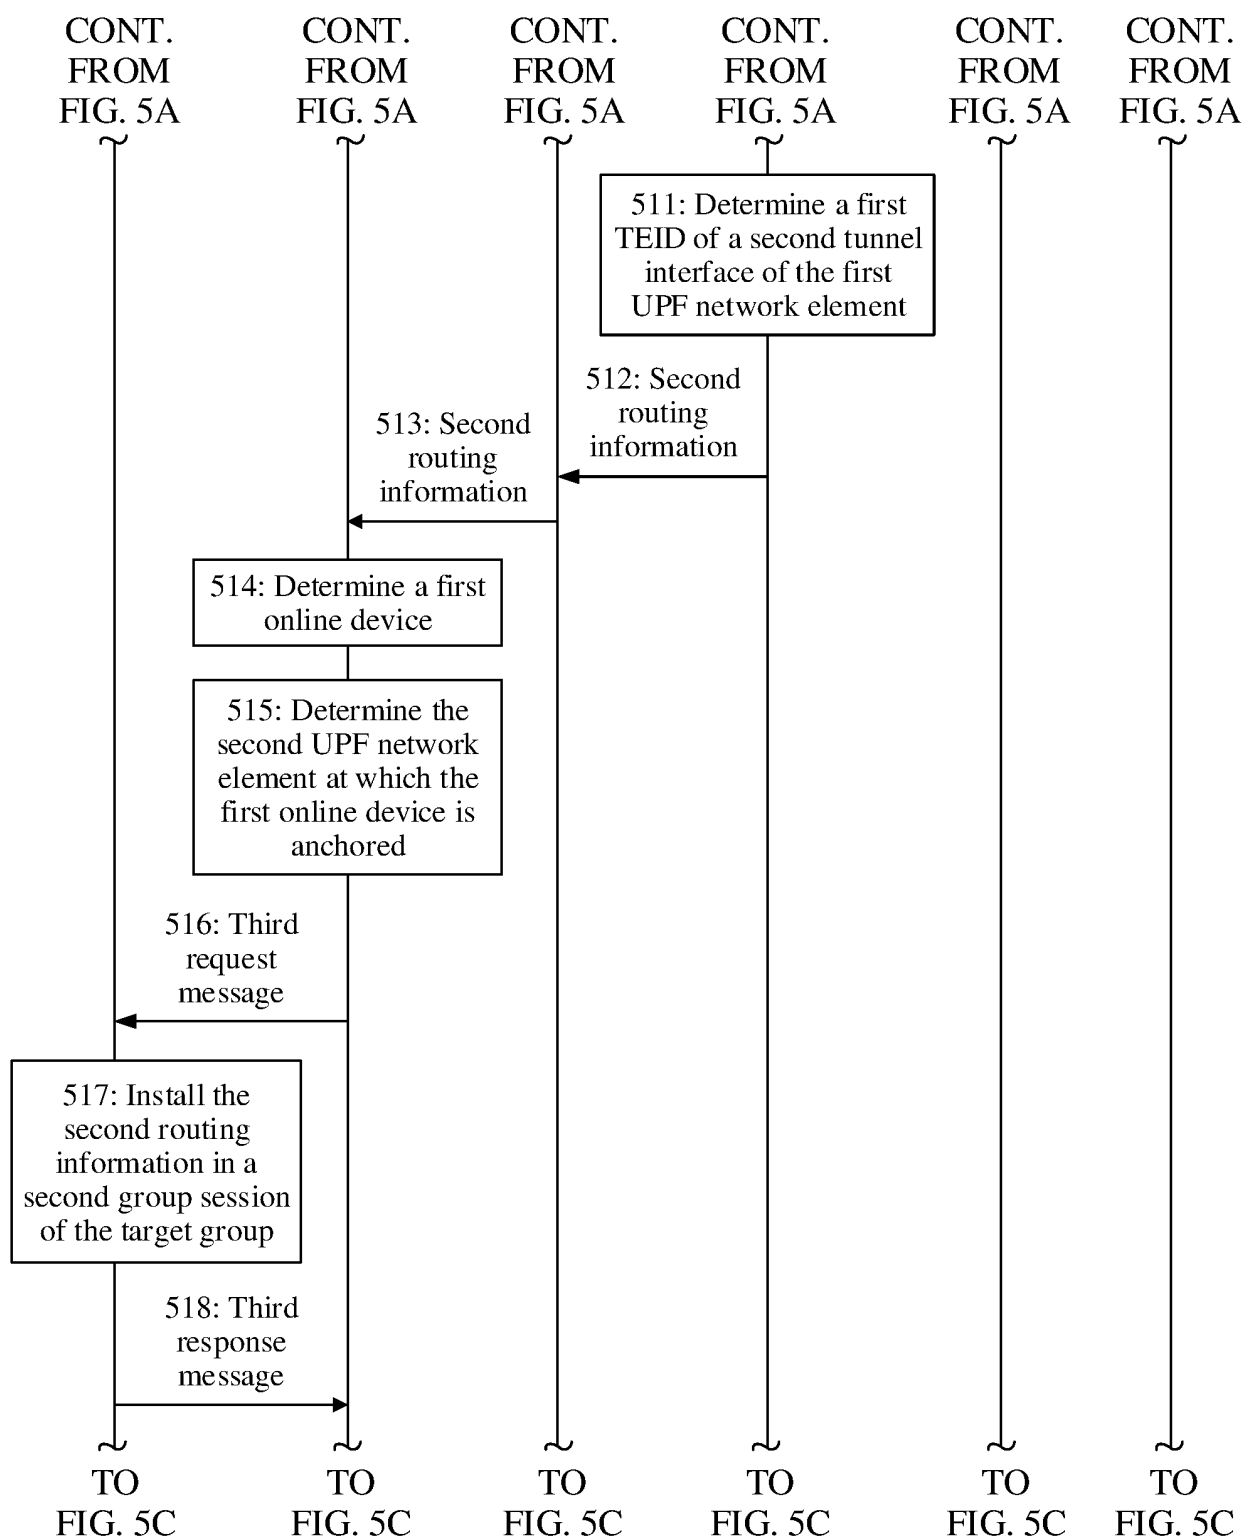 CONT.
FROM
FIG. 5A
CONT.
FROM
FIG. 5A
CONT.
FROM
FIG. 5A
CONT.
FROM
FIG. 5A
CONT.
FROM
FIG. 5A
CONT.
FROM
FIG. 5A
511: Determine a first
TEID of a second tunnel
interface of the first
UPF network element
512: Second
routing
information
513: Second
routing
information
514: Determine a first
online device
515: Determine the
second UPF network
element at which the
first online device is
anchored
516: Third
request
message
517: Install the
second routing
information in a
second group session
of the target group
518: Third
response
message
TO
FIG. 5C
TO
FIG. 5C
TO
FIG. 5C
TO
FIG. 5C
TO
FIG. 5C
TO
FIG. 5C